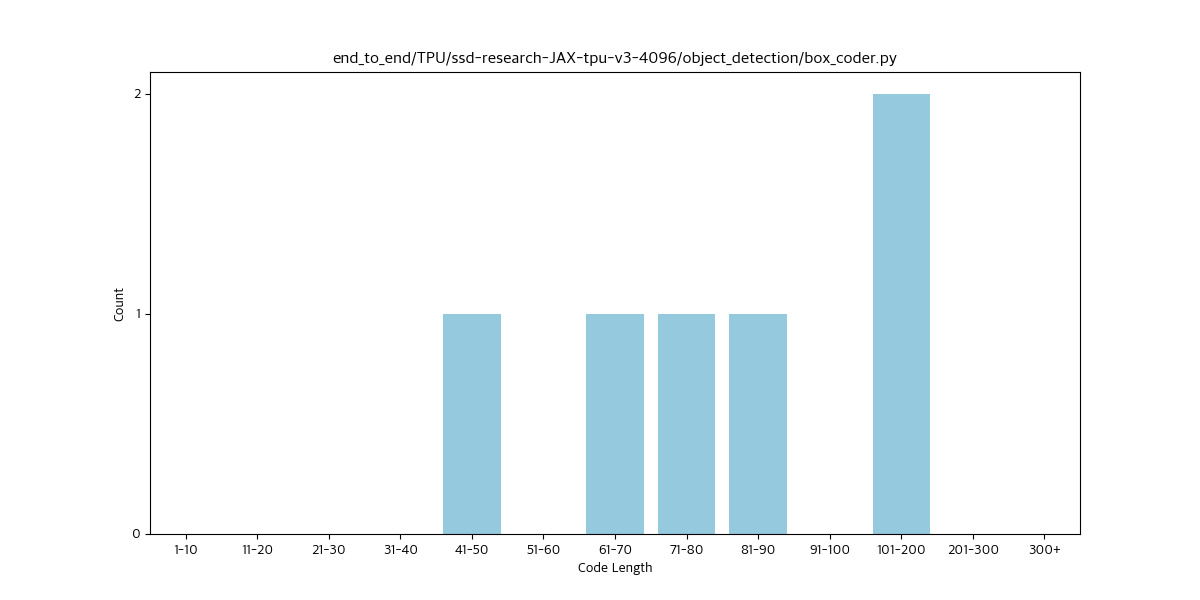 end_to_end/TPU/ssd-research-JAX-tpu-v3-4096/object_detection/box_coder.py
2
1
0
Count
1-10 11-20 21-30 31-40 41-50 51-60 61-70 71-80 81-90 91-100 101-200 201-300 300+
Code Length